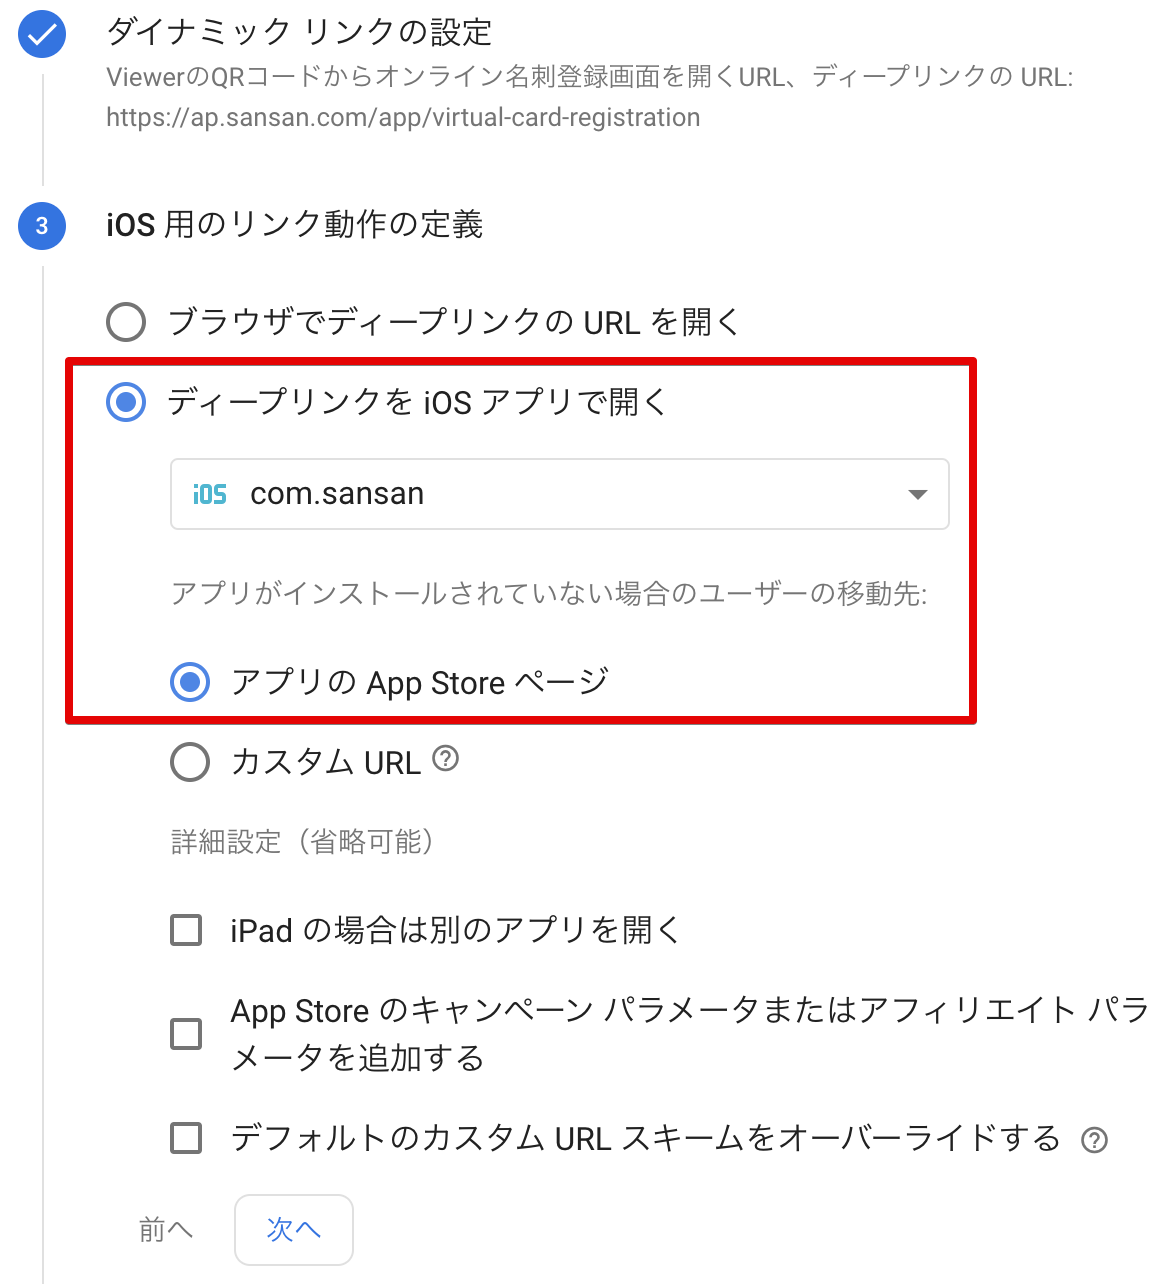 ダイナミック リンクの設定
ViewerのQRコードからオンライン名刺登録画面を開くURL、ディープリンクの URL:
https://ap.sansan.com/app/virtual-card-registration
3
iOS 用のリンク動作の定義
ブラウザでディープリンクの URL を開く
ディープリンクを iOS アプリで開く
iOS com.sansan
アプリがインストールされていない場合のユーザーの移動先:
アプリの App Store ページ
カスタム URL ?
詳細設定（省略可能）
iPad の場合は別のアプリを開く
App Store のキャンペーン パラメータまたはアフィリエイト パラ
メータを追加する
デフォルトのカスタム URL スキームをオーバーライドする ?
前へ 次へ